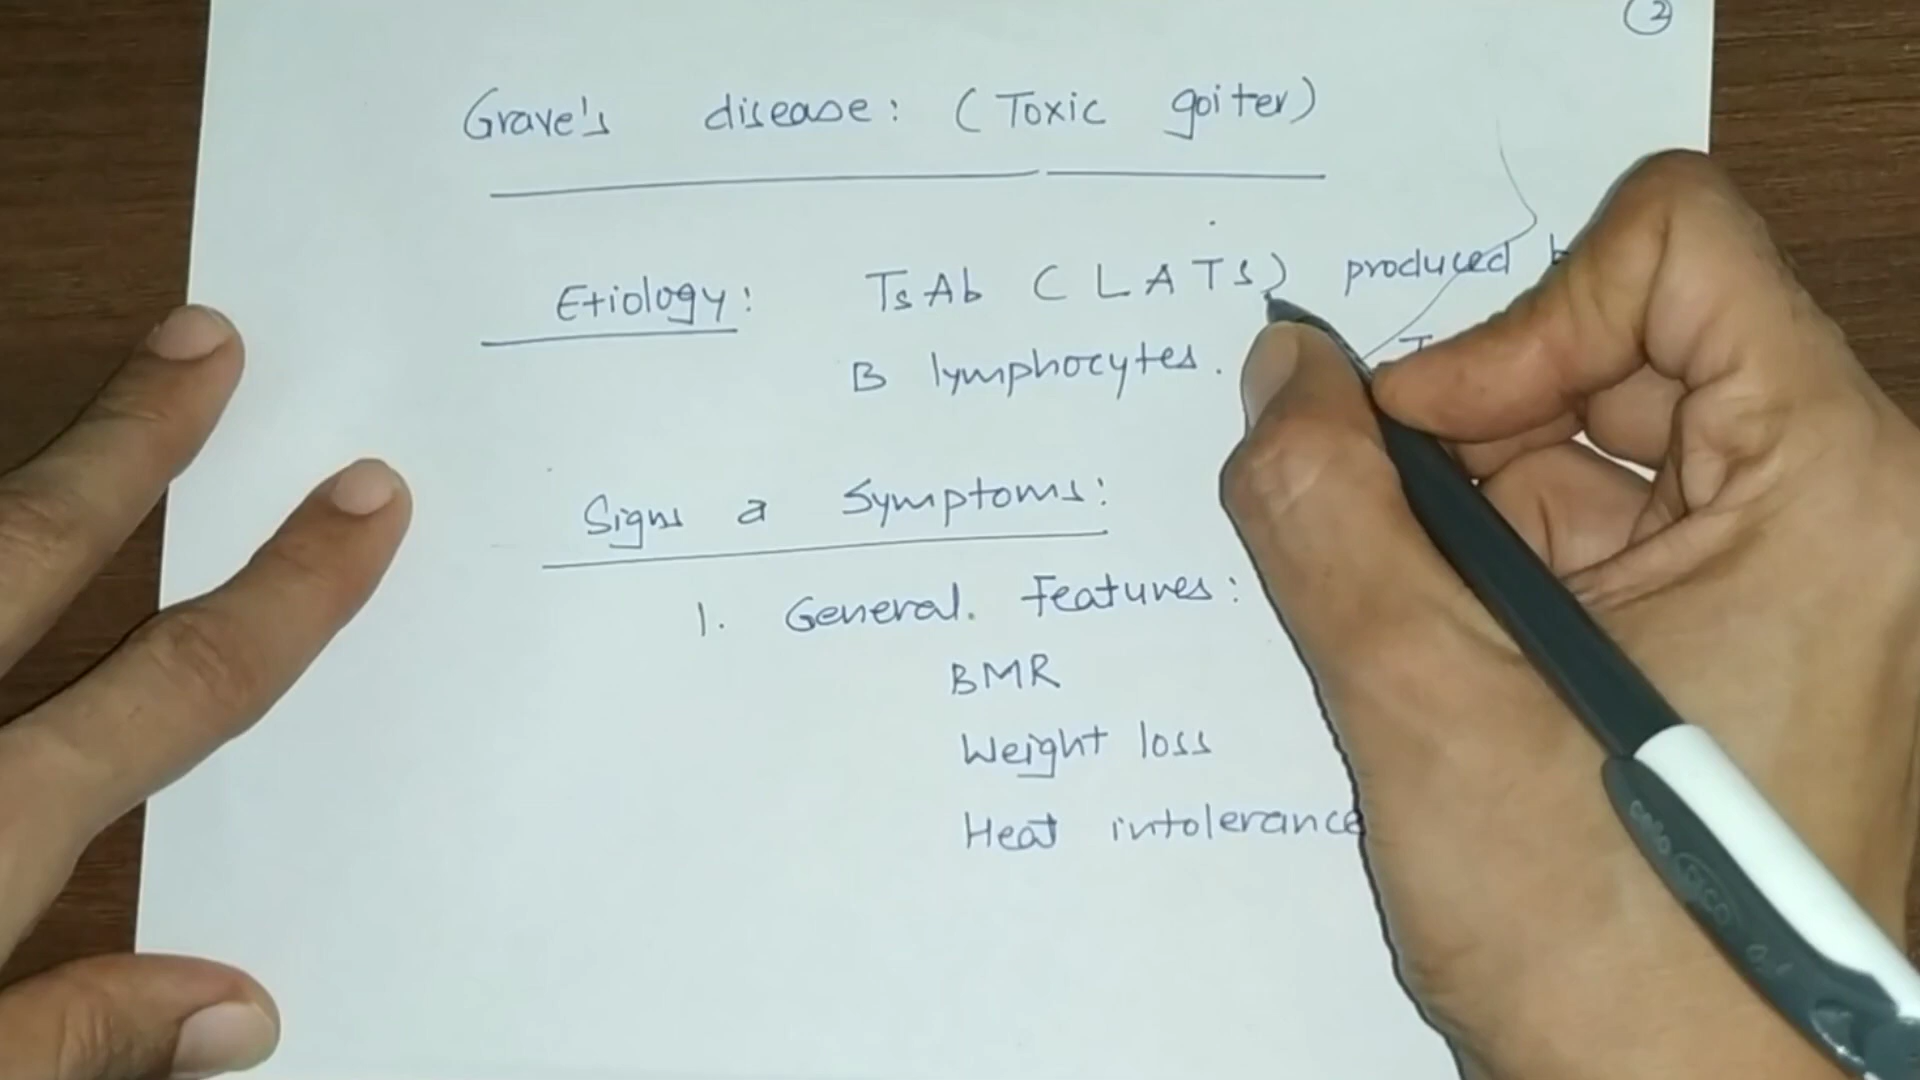 2
Grave's disease: (Toxic goiter)
Etiology: TsAb (LATS) produced
B lymphocytes.
Signs a Symptoms:
1. General. Features:
BMR
Weight loss
Heat intolerance